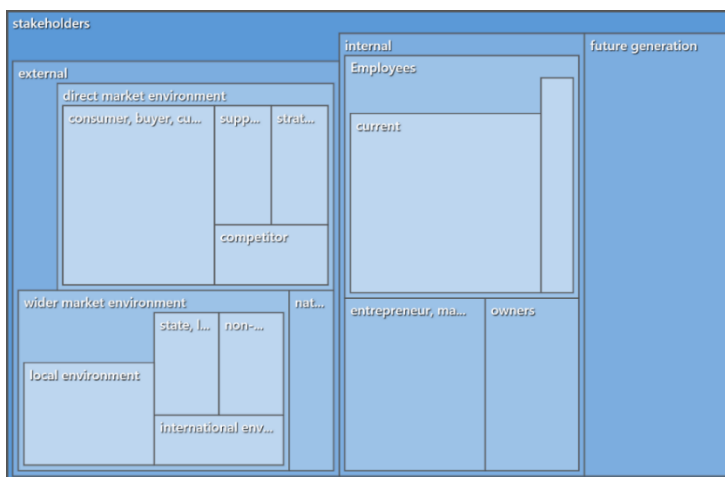 stakeholders
internal
future generation
external
Employees
direct market environment
consumer, buyer, cu...
supp...
strat...
current
competitor
wider market environment
nat...
entrepreneur, ma...
owners
state, l...
non-...
local environment
international env...